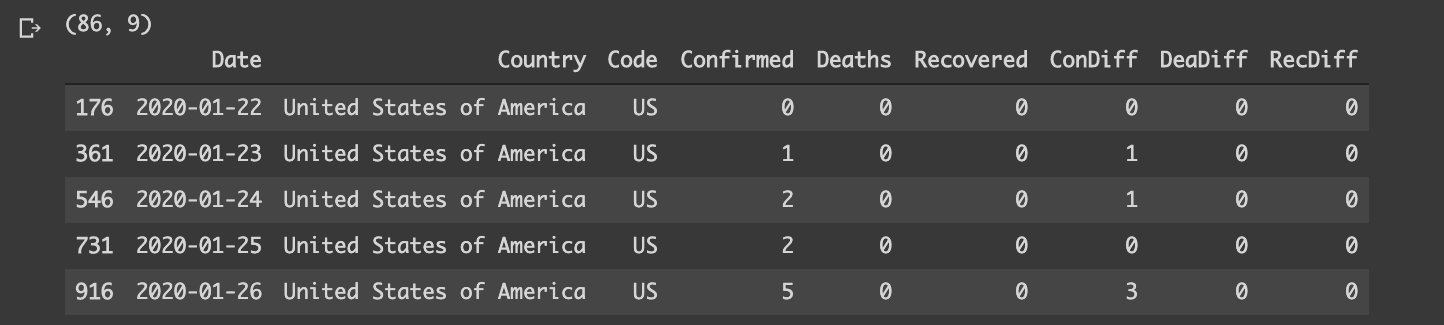 (86, 9)
Date Country Code Confirmed Deaths Recovered ConDiff DeaDiff RecDiff
176 2020-01-22 United States of America US 0 0 0 0 0 0
361 2020-01-23 United States of America US 1 0 0 1 0 0
546 2020-01-24 United States of America US 2 0 0 1 0 0
731 2020-01-25 United States of America US 2 0 0 0 0 0
916 2020-01-26 United States of America US 5 0 0 3 0 0